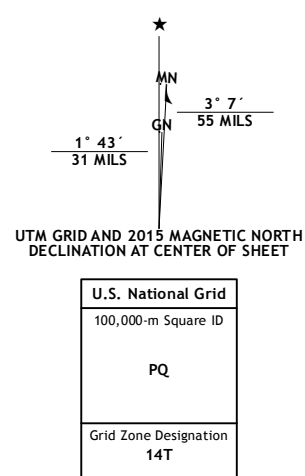 ★
MN
GN
3° 7´
55 MILS
1° 43´
31 MILS
UTM GRID AND 2015 MAGNETIC NORTH
DECLINATION AT CENTER OF SHEET
U.S. National Grid
100,000-m Square ID
PQ
Grid Zone Designation
14T